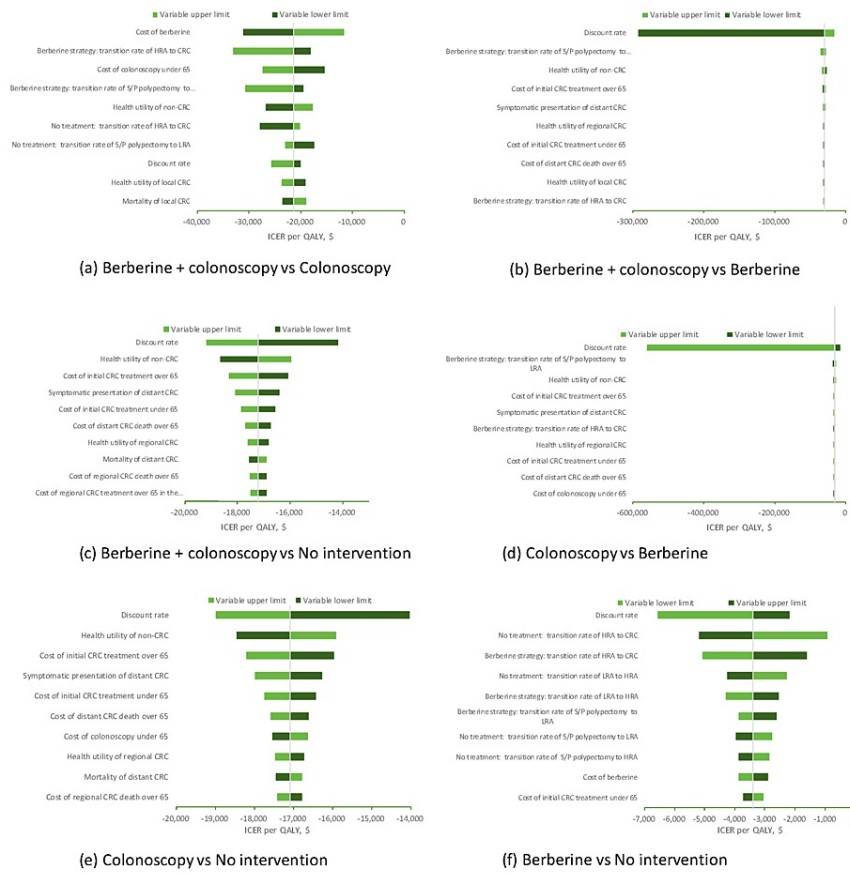 Variable upper limit Variable lower limit
Cost of berberine
Berberine strategy: transition rate of HRA to CRC
Cost of colonoscopy under 65
Berberine strategy: transition rate of S/P polypectomy to...
Health utility of non-CRC
No treatment: transition rate of HRA to CRC
No treatment: transition rate of S/P polypectomy to LRA
Discount rate
Health utility of local CRC
Mortality of local CRC
-40,000 -30,000 -20,000 -10,000 0
ICER per QALY, $
(a) Berberine + colonoscopy vs Colonoscopy
Variable upper limit Variable lower limit
Discount rate
Berberine strategy: transition rate of S/P polypectomy to...
Health utility of non-CRC
Cost of initial CRC treatment over 65
Symptomatic presentation of distant CRC
Health utility of regional CRC
Cost of initial CRC treatment under 65
Cost of distant CRC death over 65
Health utility of local CRC
Berberine strategy: transition rate of HRA to CRC
-300,000 -200,000 -100,000 0
ICER per QALY, $
(b) Berberine + colonoscopy vs Berberine
Variable upper limit Variable lower limit
Discount rate
Health utility of non-CRC
Cost of initial CRC treatment over 65
Symptomatic presentation of distant CRC
Cost of initial CRC treatment under 65
Cost of distant CRC death over 65
Health utility of regional CRC
Mortality of distant CRC
Cost of regional CRC death over 65
Cost of regional CRC treatment over 65 in the...
-20,000 -18,000 -16,000 -14,000
ICER per QALY, $
(c) Berberine + colonoscopy vs No intervention
Variable upper limit Variable lower limit
Discount rate
Berberine strategy: transition rate of S/P polypectomy to
LRA
Health utility of non-CRC
Cost of initial CRC treatment over 65
Symptomatic presentation of distant CRC
Berberine strategy: transition rate of HRA to CRC
Health utility of regional CRC
Cost of initial CRC treatment under 65
Cost of distant CRC death over 65
Cost of colonoscopy under 65
-600,000 -400,000 -200,000 0
ICER per QALY, $
(d) Colonoscopy vs Berberine
Variable upper limit Variable lower limit
Discount rate
Health utility of non-CRC
Cost of initial CRC treatment over 65
Symptomatic presentation of distant CRC
Cost of initial CRC treatment under 65
Cost of distant CRC death over 65
Cost of colonoscopy under 65
Health utility of regional CRC
Mortality of distant CRC
Cost of regional CRC death over 65
-20,000 -19,000 -18,000 -17,000 -16,000 -15,000 -14,000
ICER per QALY, $
(e) Colonoscopy vs No intervention
Variable lower limit Variable upper limit
Discount rate
No treatment: transition rate of HRA to CRC
Berberine strategy: transition rate of HRA to CRC
No treatment: transition rate of LRA to HRA
Berberine strategy: transition rate of LRA to HRA
Berberine strategy: transition rate of S/P polypectomy to
LRA
No treatment: transition rate of S/P polypectomy to LRA
No treatment: transition rate of S/P polypectomy to HRA
Cost of berberine
Cost of initial CRC treatment under 65
-7,000 -6,000 -5,000 -4,000 -3,000 -2,000 -1,000
ICER per QALY, $
(f) Berberine vs No intervention